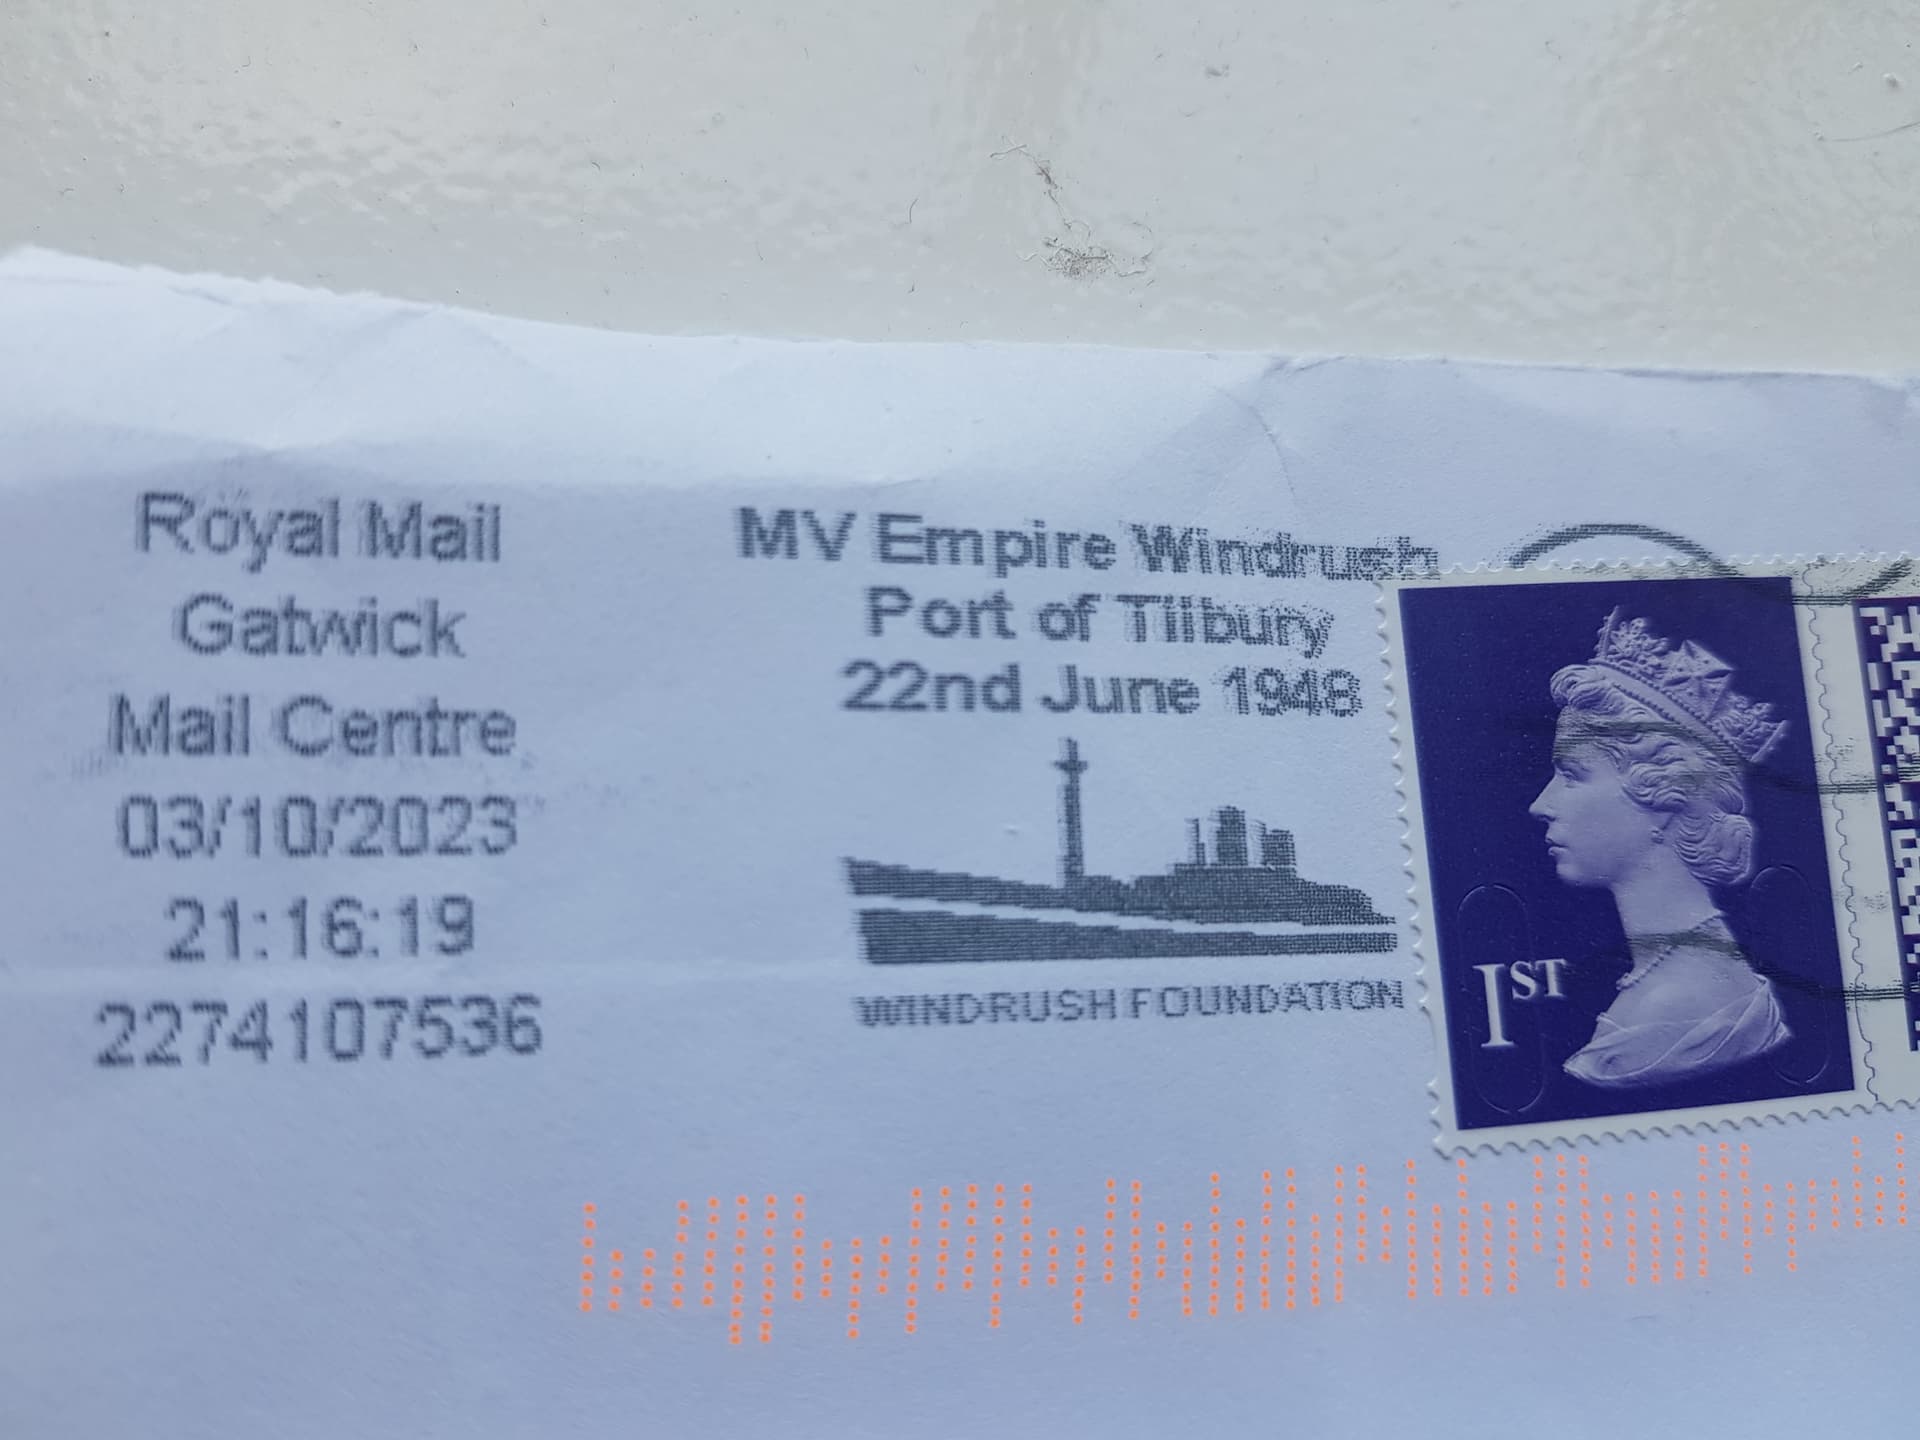 Royal Mail
Gatwick
Mail Centre
03/10/2023
21:16:19
2274107536
MV Empire Windrush
Port of Tilbury
22nd June 1948
WINDRUSH FOUNDATION
1ST